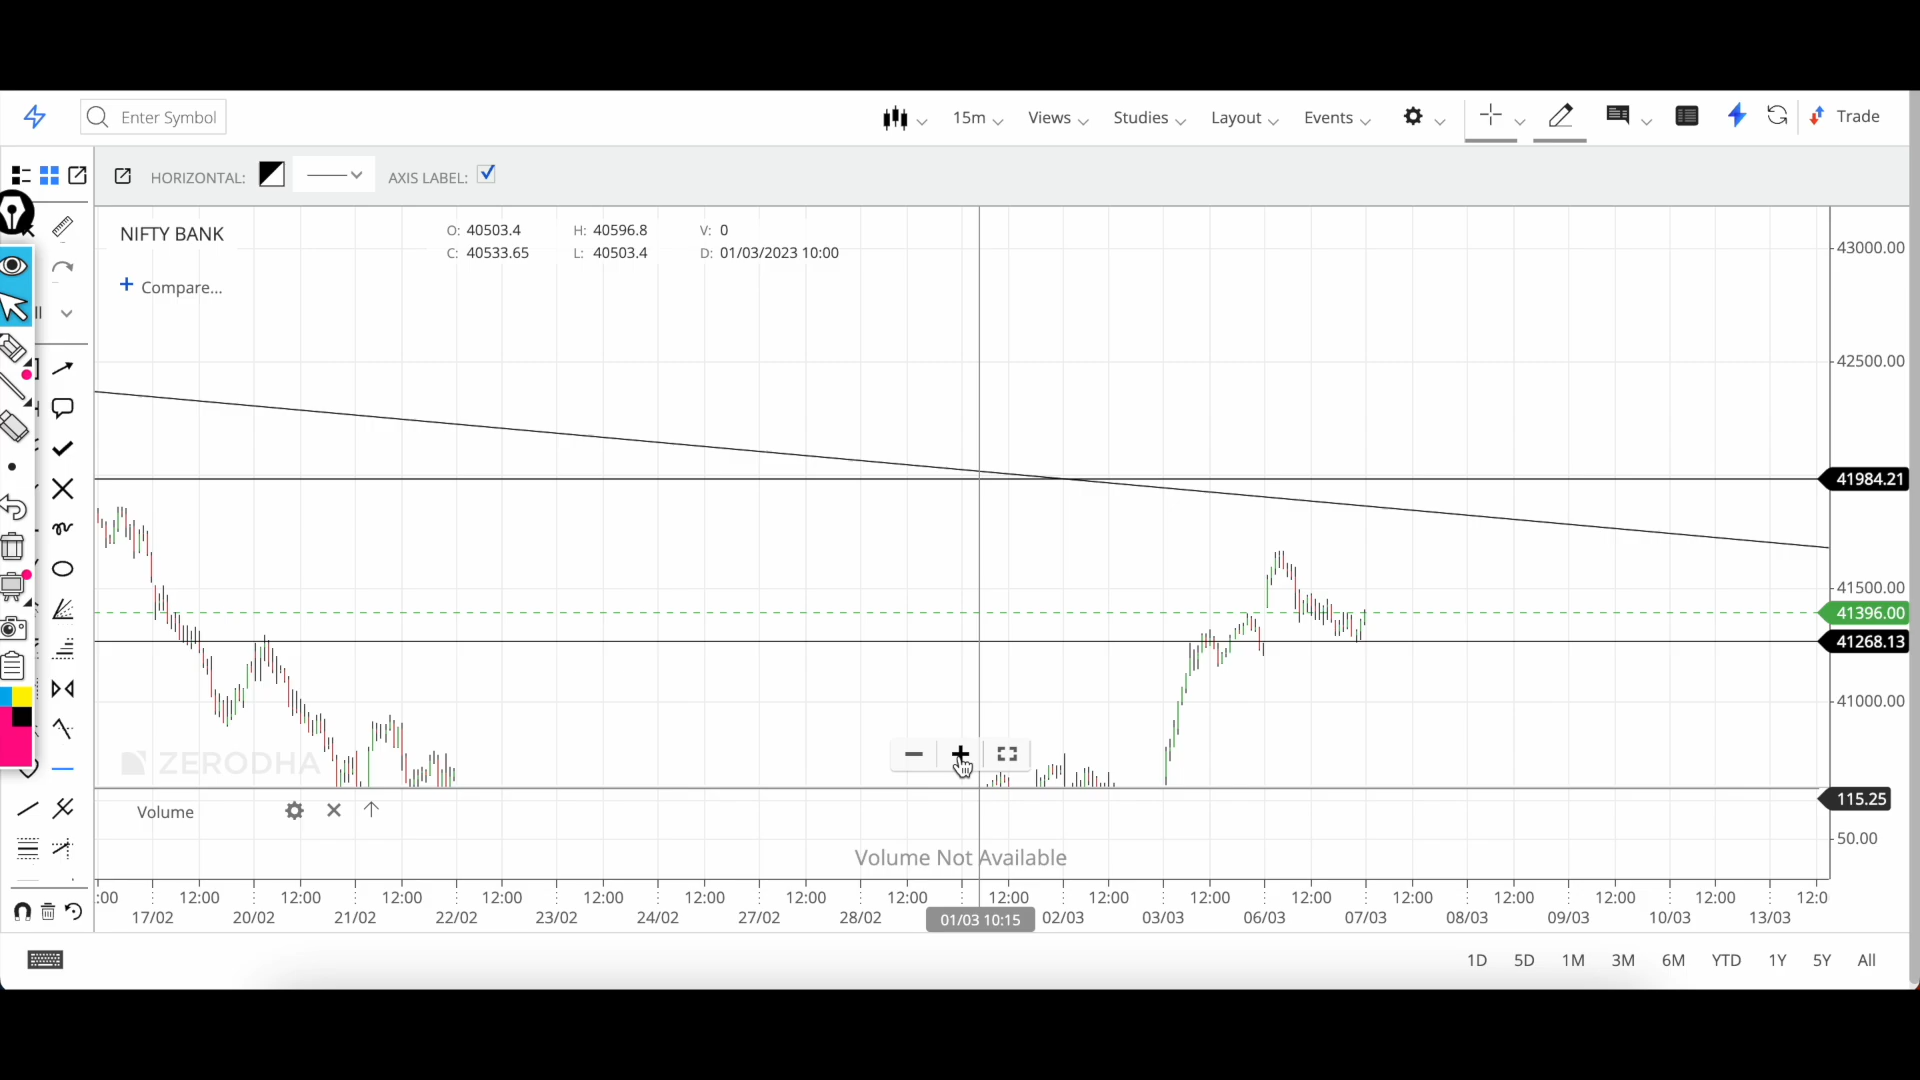 Enter Symbol
15m
Views
Studies
Layout
Events
Trade
HORIZONTAL:
AXIS LABEL:
NIFTY BANK
O: 40503.4 H: 40596.8 V: 0
C: 40533.65 L: 40503.4 D: 01/03/2023 10:00
+ Compare...
43000.00
42500.00
41984.21
41500.00
41396.00
41268.13
41000.00
ZERODHA
Volume
115.25
50.00
Volume Not Available
:00 12:00 12:00 12:00 12:00 12:00 12:00 12:00 12:00 12:00 12:00 12:00 12:00 12:00 12:00 12:00 12:00 12:0
17/02 20/02 21/02 22/02 23/02 24/02 27/02 28/02 01/03 10:15 02/03 03/03 06/03 07/03 08/03 09/03 10/03 13/03
1D 5D 1M 3M 6M YTD 1Y 5Y All